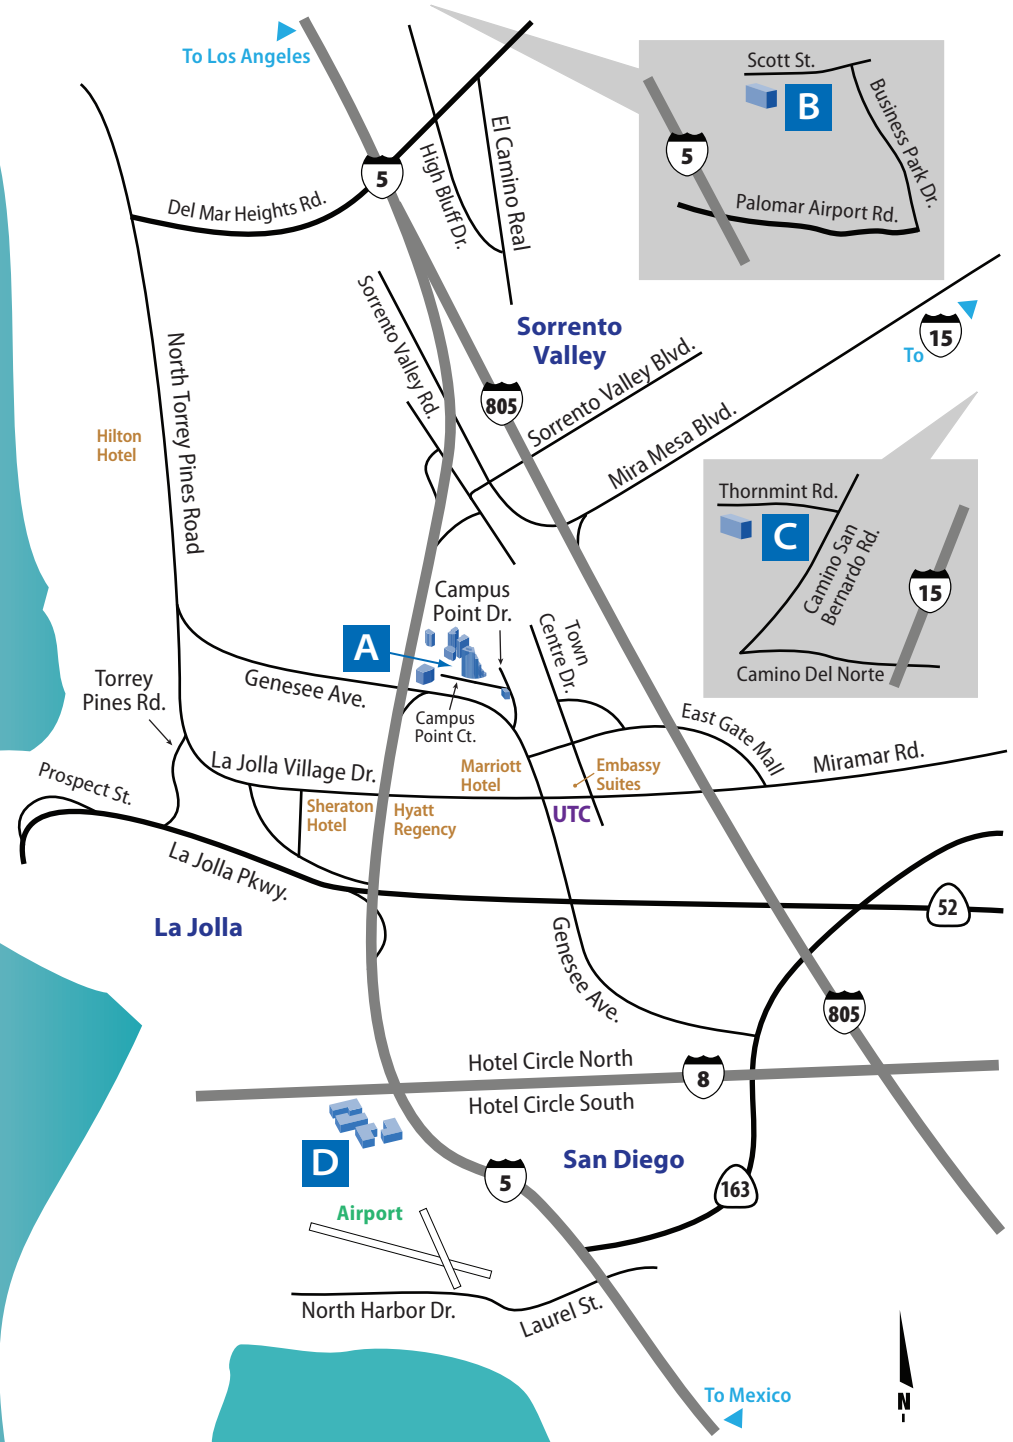 To Los Angeles
Scott St.
B
Business Park Dr.
5
Palomar Airport Rd.
5
El Camino Real
High Bluff Dr.
Del Mar Heights Rd.
Sorrento Valley Rd.
Sorrento
Valley
15
To
North Torrey Pines Road
805
Sorrento Valley Blvd.
Mira Mesa Blvd.
Hilton
Hotel
Thornmint Rd.
C
Camino San
Bernardo Rd.
15
Camino Del Norte
Campus
Point Dr.
A
Town
Centre Dr.
Genesee Ave.
Torrey
Pines Rd.
Campus
Point Ct.
East Gate Mall
Miramar Rd.
La Jolla Village Dr.
Marriott
Hotel
Embassy
Suites
Prospect St.
Sheraton
Hotel
Hyatt
Regency
UTC
La Jolla Pkwy.
52
La Jolla
Genesee Ave.
805
Hotel Circle North
8
Hotel Circle South
D
San Diego
5
163
Airport
North Harbor Dr.
Laurel St.
To Mexico
N